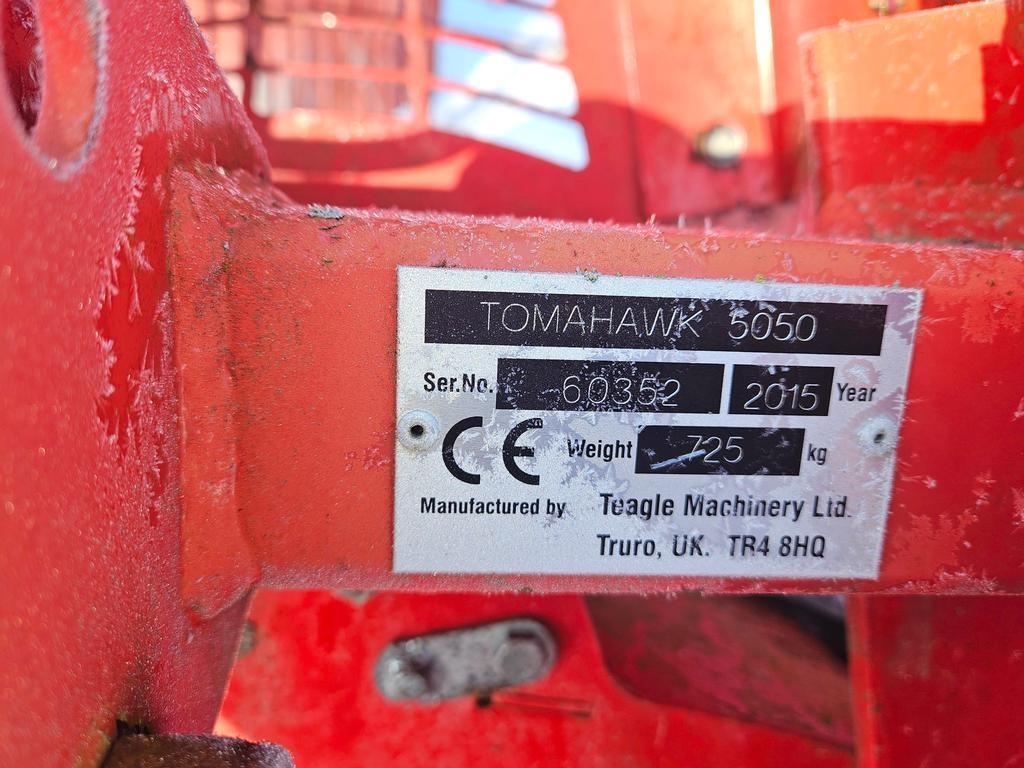 TOMAHAWK 5050
Ser.No. 60352 2015 Year
CE Weight 725 kg
Manufactured by Teagle Machinery Ltd.
Truro, UK. TR4 8HQ